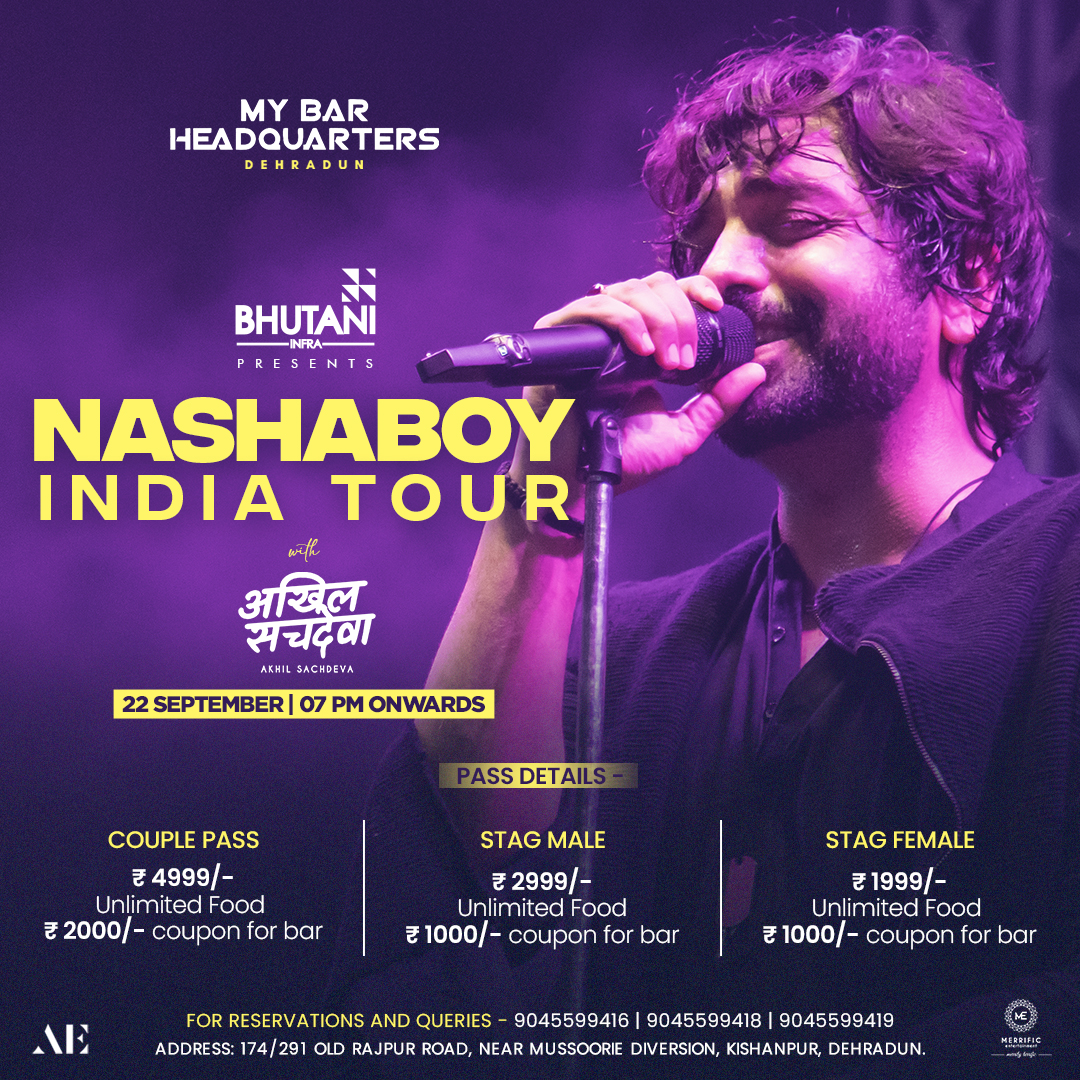 MY BAR
HEADQUARTERS
DEHRADUN
BHUTANI
INFRA
PRESENTS
NASHABOY
INDIA TOUR
with
अखिल
सचदेवा
AKHIL SACHDEVA
22 SEPTEMBER | 07 PM ONWARDS
PASS DETAILS -
COUPLE PASS
₹ 4999/-
Unlimited Food
₹ 2000/- coupon for bar
STAG MALE
₹ 2999/-
Unlimited Food
₹ 1000/- coupon for bar
STAG FEMALE
₹ 1999/-
Unlimited Food
₹ 1000/- coupon for bar
FOR RESERVATIONS AND QUERIES - 9045599416 | 9045599418 | 9045599419
ADDRESS: 174/291 OLD RAJPUR ROAD, NEAR MUSSOORIE DIVERSION, KISHANPUR, DEHRADUN.
AE
ME
MERRIFIC
entertainment